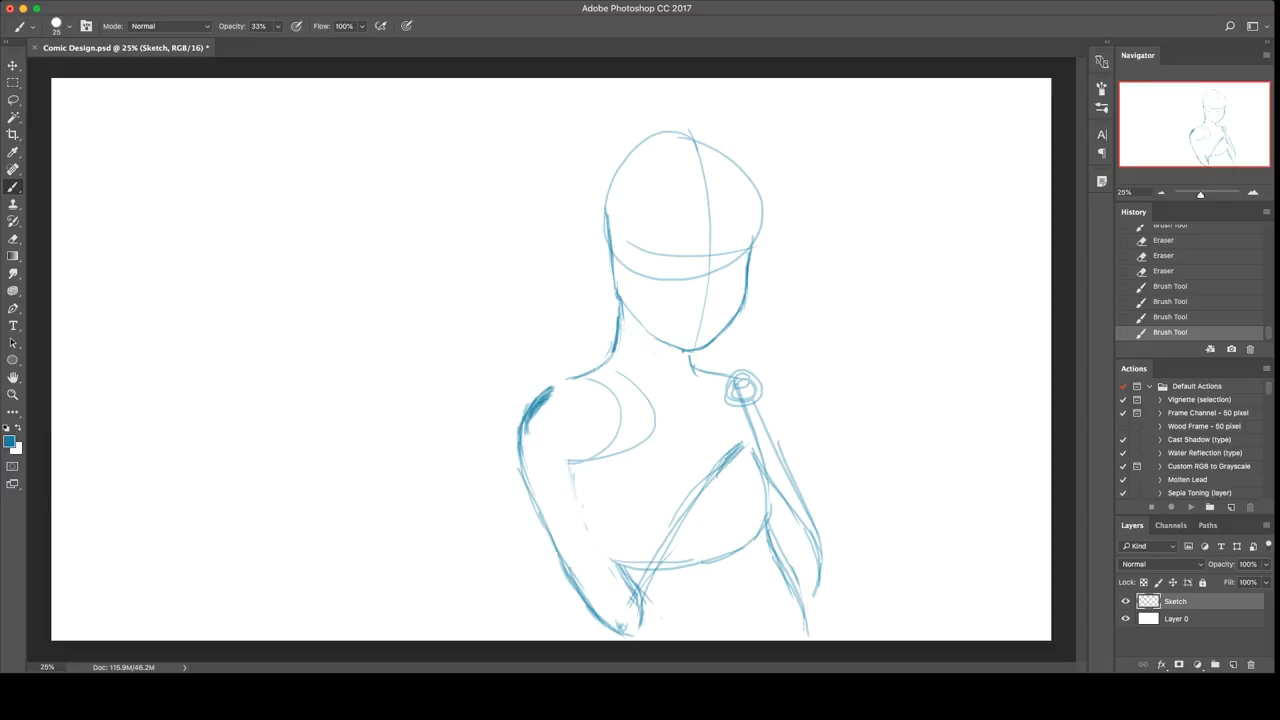 Adobe Photoshop CC 2017
25
Mode: Normal
Opacity: 33%
Flow: 100%
Comic Design.psd @ 25% (Sketch, RGB/16) *
Navigator
25%
History
Brush Tool
Eraser
Eraser
Eraser
Brush Tool
Brush Tool
Brush Tool
Brush Tool
Actions
Default Actions
Vignette (selection)
Frame Channel - 50 pixel
Wood Frame - 50 pixel
Cast Shadow (type)
Water Reflection (type)
Custom RGB to Grayscale
Molten Lead
Sepia Toning (layer)
Layers Channels Paths
Kind
Normal Opacity: 100%
Lock: Fill: 100%
Sketch
Layer 0
25% Doc: 115.9M/46.2M